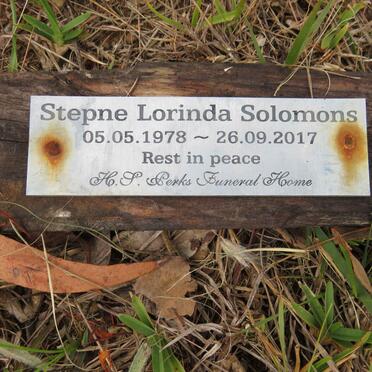 Stepne Lorinda Solomons
05.05.1978 ~ 26.09.2017
Rest in peace
H.S. Perks Funeral Home